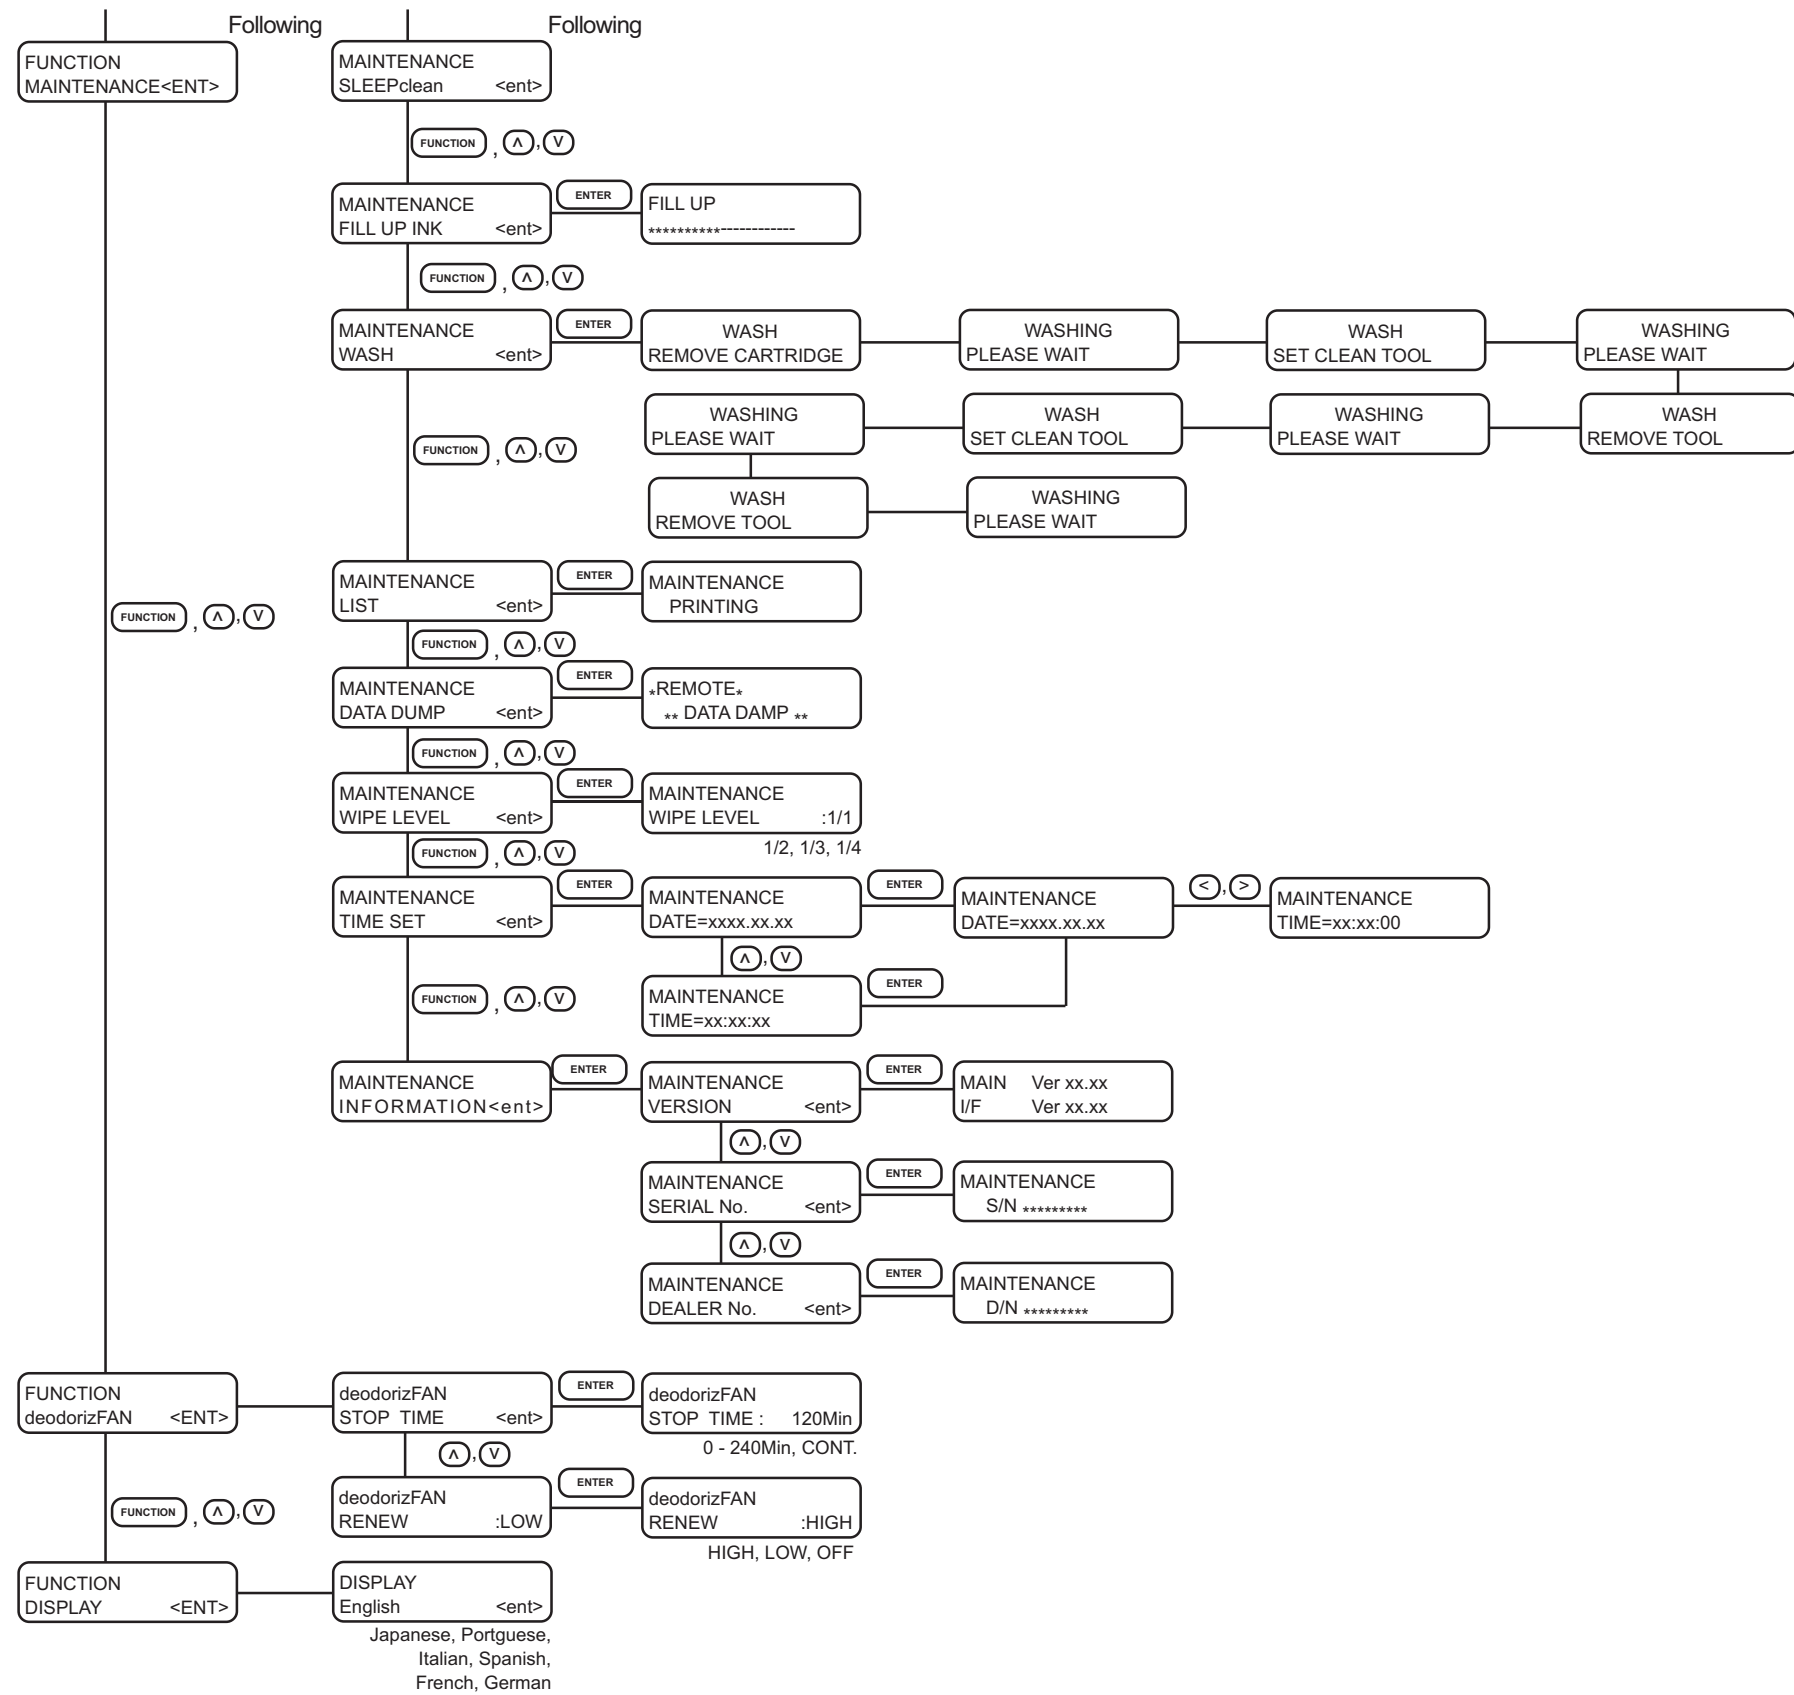 Following
Following
FUNCTION
MAINTENANCE<ENT>
MAINTENANCE
SLEEPclean <ent>
FUNCTION , ∧, ∨
MAINTENANCE
FILL UP INK <ent>
ENTER
FILL UP
**********------------
FUNCTION , ∧, ∨
MAINTENANCE
WASH <ent>
ENTER
WASH
REMOVE CARTRIDGE
WASHING
PLEASE WAIT
WASH
SET CLEAN TOOL
WASHING
PLEASE WAIT
WASHING
PLEASE WAIT
WASH
SET CLEAN TOOL
WASHING
PLEASE WAIT
WASH
REMOVE TOOL
FUNCTION , ∧, ∨
WASH
REMOVE TOOL
WASHING
PLEASE WAIT
MAINTENANCE
LIST <ent>
ENTER
MAINTENANCE
PRINTING
FUNCTION , ∧, ∨
FUNCTION , ∧, ∨
MAINTENANCE
DATA DUMP <ent>
ENTER
*REMOTE*
** DATA DAMP **
FUNCTION , ∧, ∨
MAINTENANCE
WIPE LEVEL <ent>
ENTER
MAINTENANCE
WIPE LEVEL :1/1
1/2, 1/3, 1/4
FUNCTION , ∧, ∨
MAINTENANCE
TIME SET <ent>
ENTER
MAINTENANCE
DATE=xxxx.xx.xx
ENTER
MAINTENANCE
DATE=xxxx.xx.xx
<, >
MAINTENANCE
TIME=xx:xx:00
∧, ∨
MAINTENANCE
TIME=xx:xx:xx
ENTER
FUNCTION , ∧, ∨
MAINTENANCE
INFORMATION<ent>
ENTER
MAINTENANCE
VERSION <ent>
ENTER
MAIN Ver xx.xx
I/F Ver xx.xx
∧, ∨
MAINTENANCE
SERIAL No. <ent>
ENTER
MAINTENANCE
S/N *********
∧, ∨
MAINTENANCE
DEALER No. <ent>
ENTER
MAINTENANCE
D/N *********
FUNCTION
deodorizFAN <ENT>
deodorizFAN
STOP TIME <ent>
ENTER
deodorizFAN
STOP TIME : 120Min
0 - 240Min, CONT.
∧, ∨
deodorizFAN
RENEW :LOW
ENTER
deodorizFAN
RENEW :HIGH
HIGH, LOW, OFF
FUNCTION , ∧, ∨
FUNCTION
DISPLAY <ENT>
DISPLAY
English <ent>
Japanese, Portguese,
Italian, Spanish,
French, German